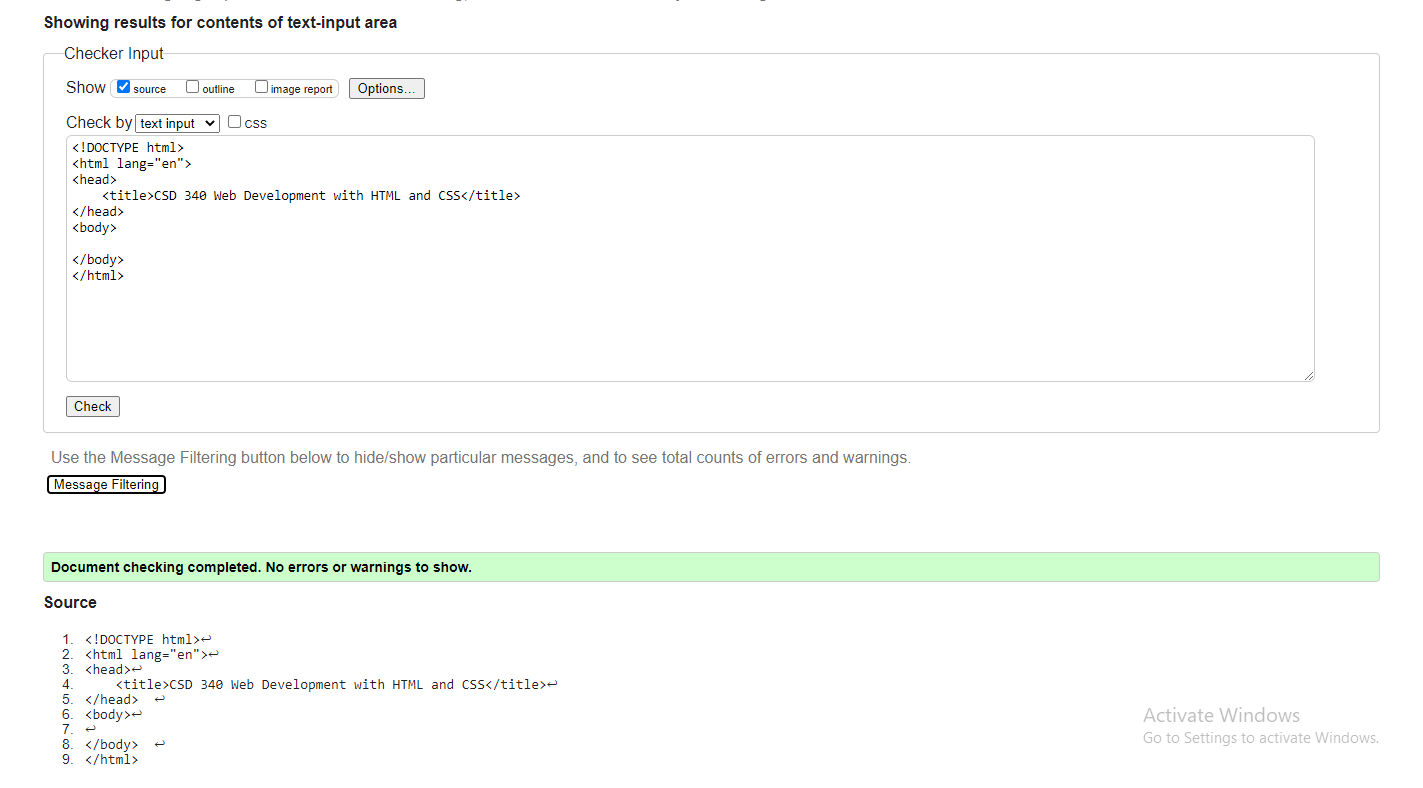 Showing results for contents of text-input area
Checker Input
Show source outline image report Options...
Check by text input css
<!DOCTYPE html>
<html lang="en">
<head>
    <title>CSD 340 Web Development with HTML and CSS</title>
</head>
<body>

</body>
</html>
Check
Use the Message Filtering button below to hide/show particular messages, and to see total counts of errors and warnings.
Message Filtering
Document checking completed. No errors or warnings to show.
Source
1. <!DOCTYPE html>↩
2. <html lang="en">↩
3. <head>↩
4.     <title>CSD 340 Web Development with HTML and CSS</title>↩
5. </head>  ↩
6. <body>↩
7. ↩
8. </body>  ↩
9. </html>
Activate Windows
Go to Settings to activate Windows.